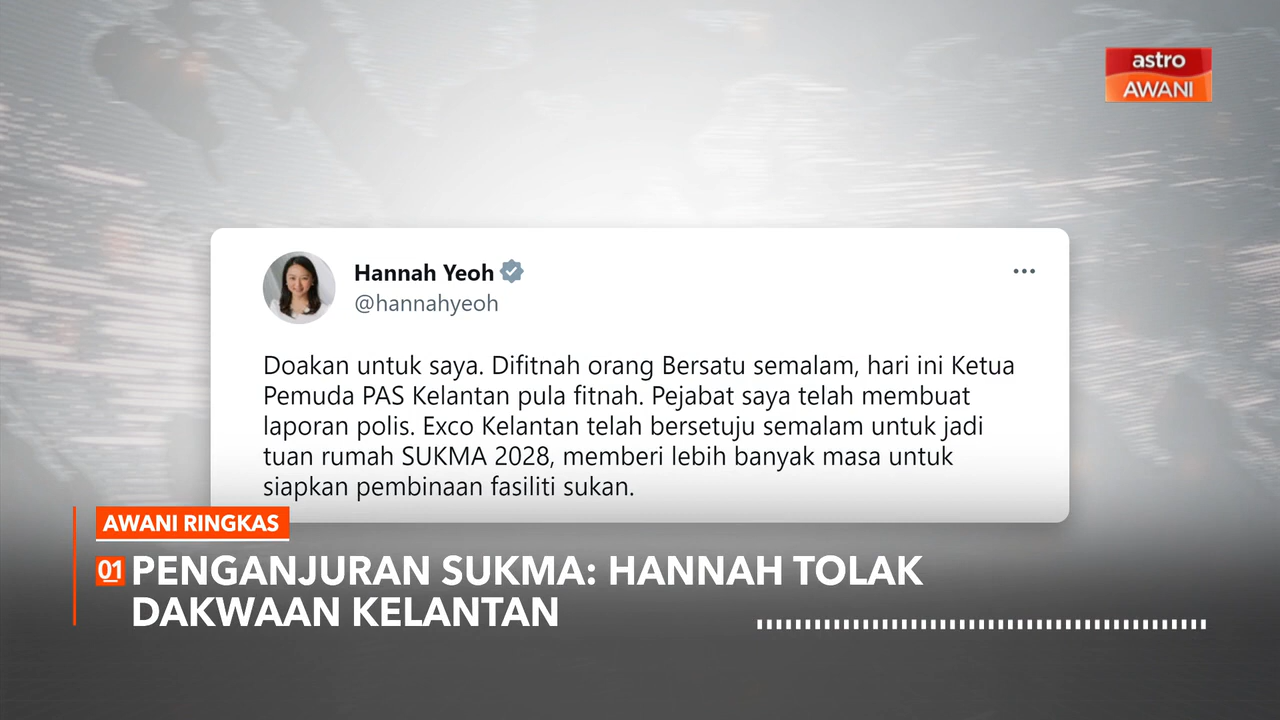 astro
AWANI
Hannah Yeoh
@hannahyeoh
Doakan untuk saya. Difitnah orang Bersatu semalam, hari ini Ketua
Pemuda PAS Kelantan pula fitnah. Pejabat saya telah membuat
laporan polis. Exco Kelantan telah bersetuju semalam untuk jadi
tuan rumah SUKMA 2028, memberi lebih banyak masa untuk
siapkan pembinaan fasiliti sukan.
AWANI RINGKAS
01 PENGANJURAN SUKMA: HANNAH TOLAK
DAKWAAN KELANTAN